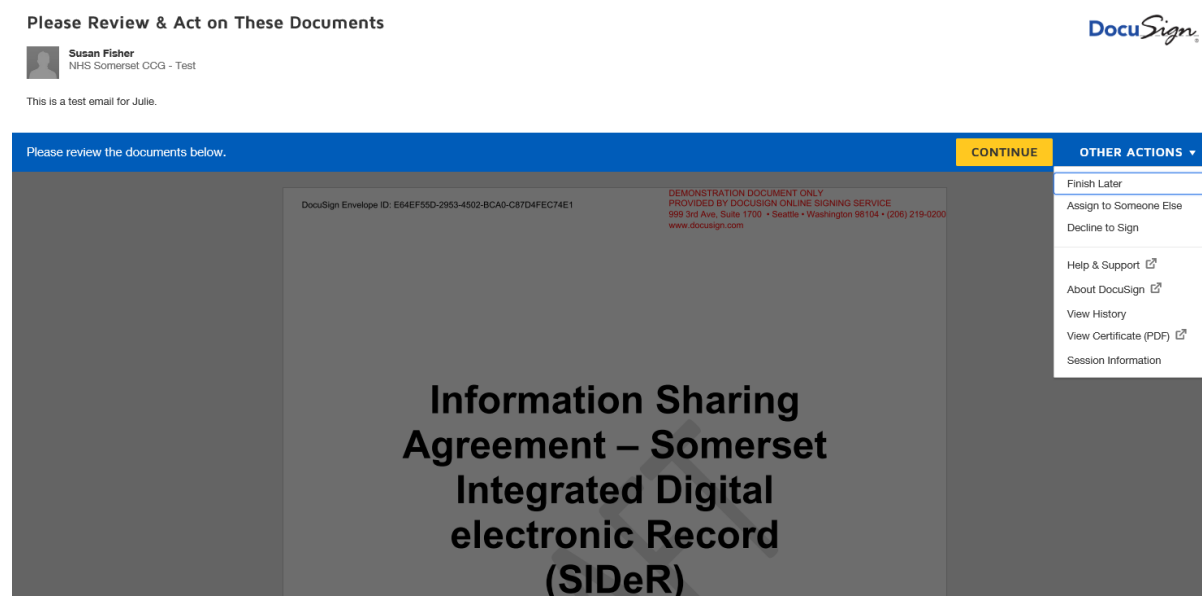 Please Review & Act on These Documents
DocuSign
Susan Fisher
NHS Somerset CCG - Test
This is a test email for Julie.
Please review the documents below.
CONTINUE
OTHER ACTIONS
Finish Later
Assign to Someone Else
Decline to Sign
Help & Support
About DocuSign
View History
View Certificate (PDF)
Session Information
DocuSign Envelope ID: E64EF55D-2953-4502-BCA0-C87D4FEC74E1
DEMONSTRATION DOCUMENT ONLY
PROVIDED BY DOCUSIGN ONLINE SIGNING SERVICE
999 3rd Ave, Suite 1700 • Seattle • Washington 98104 • (206) 219-0200
www.docusign.com
Information Sharing
Agreement – Somerset
Integrated Digital
electronic Record
(SIDeR)